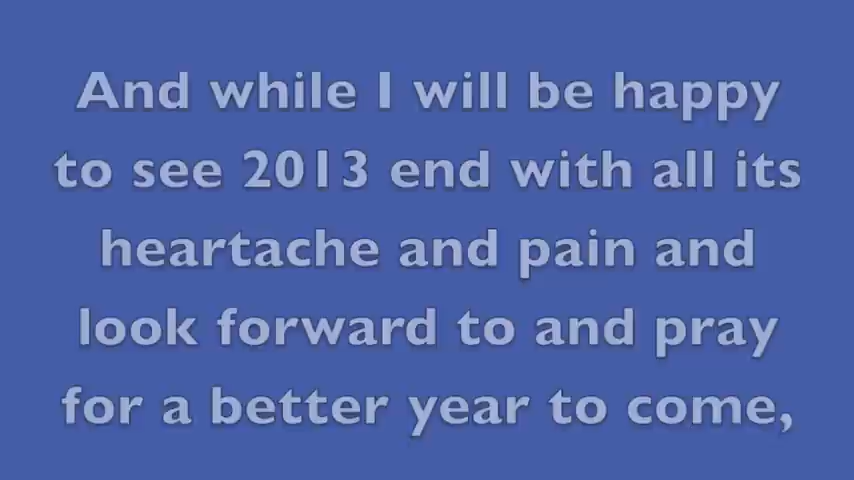 And while I will be happy
to see 2013 end with all its
heartache and pain and
look forward to and pray
for a better year to come,